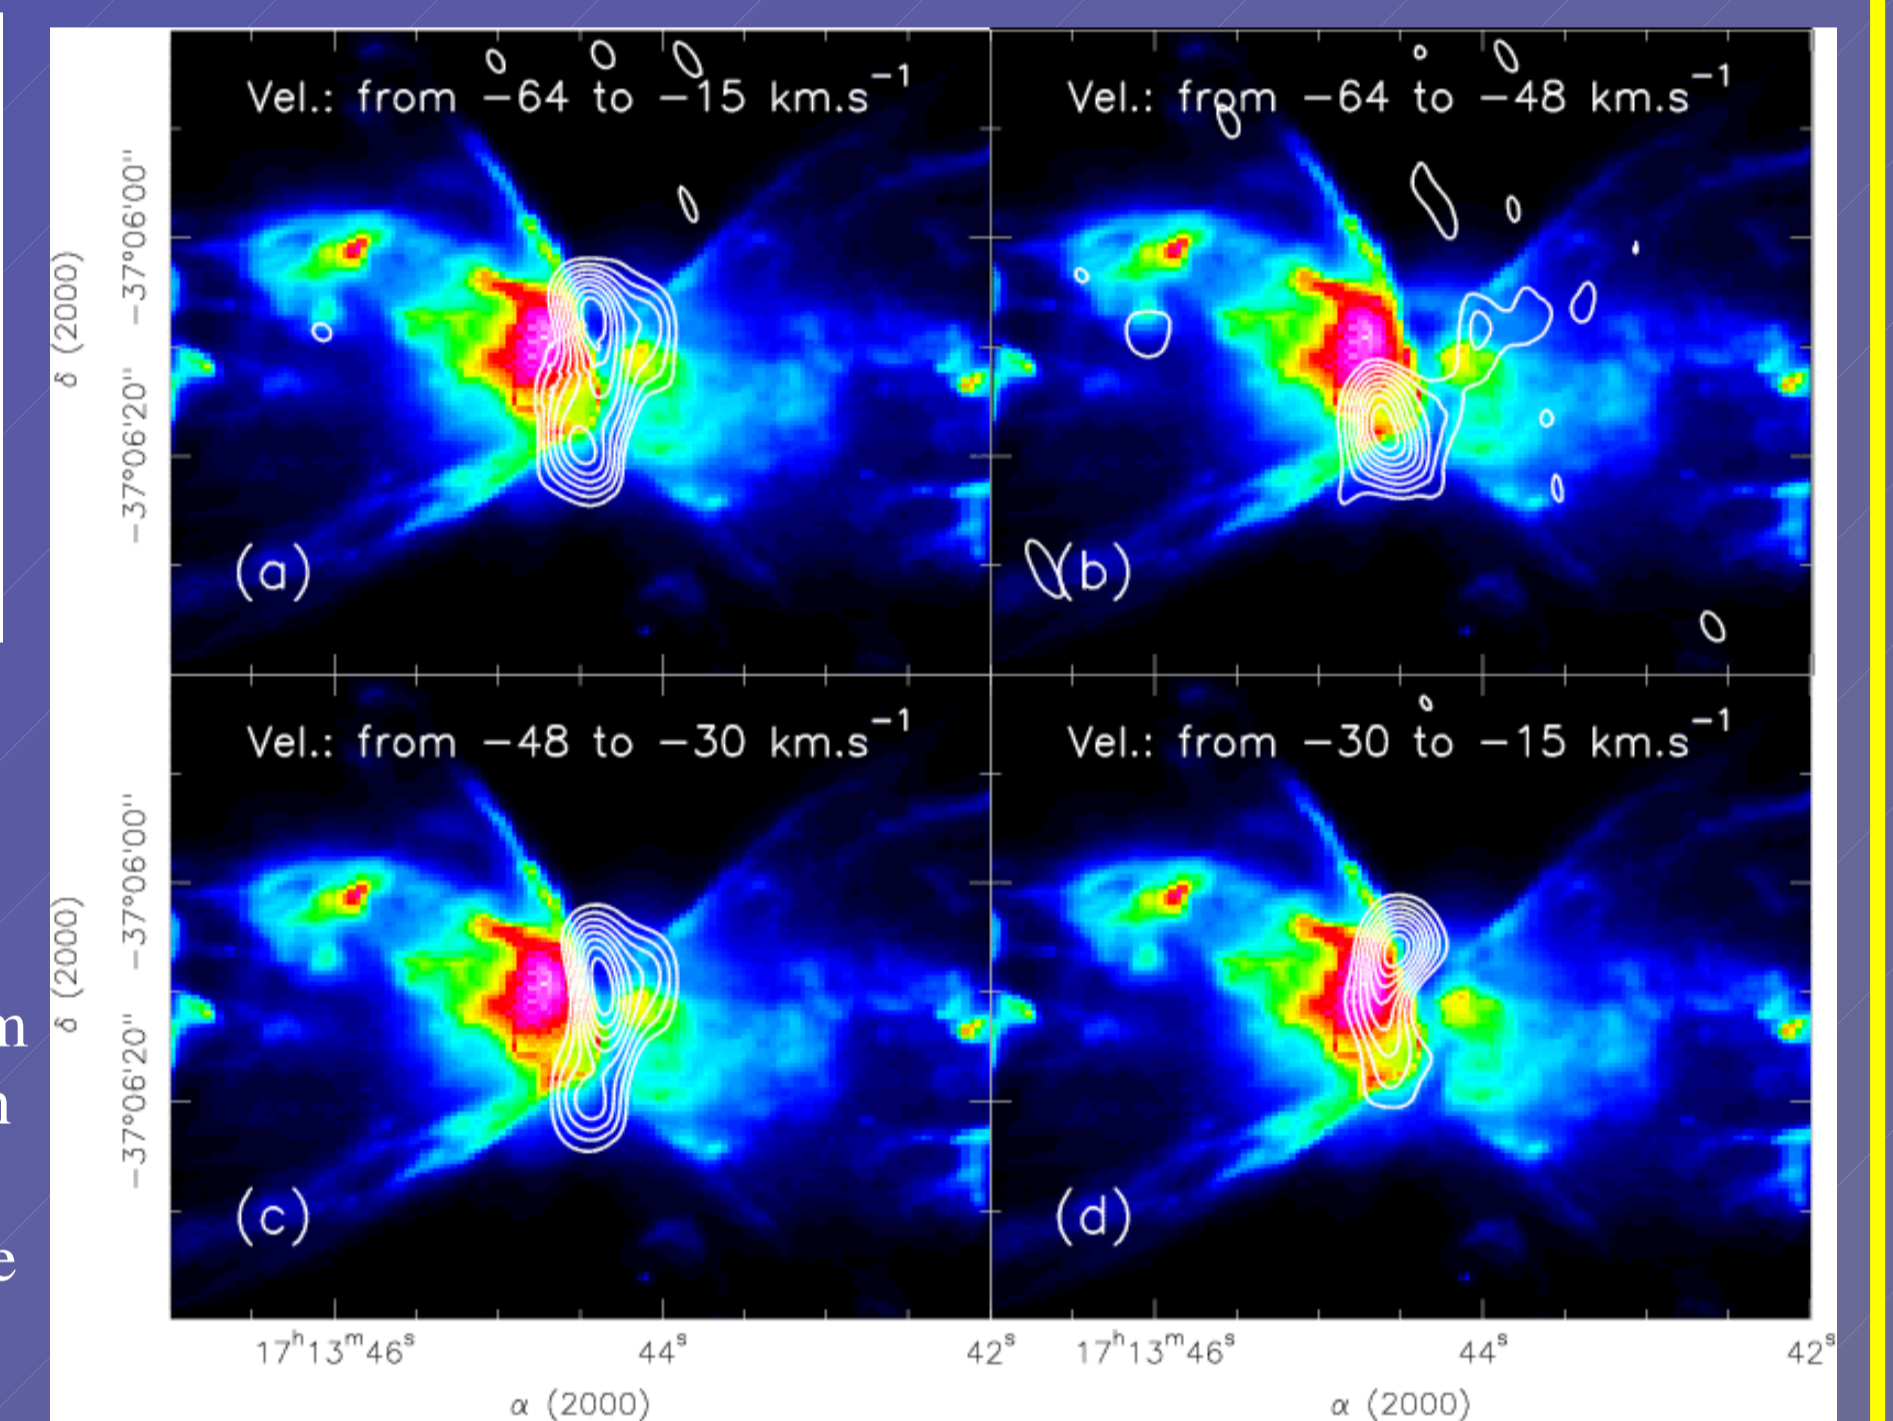 Vel.: from −64 to −15 km.s⁻¹
Vel.: from −64 to −48 km.s⁻¹
δ (2000)
−37°06'00''
−37°06'20''
(a)
(b)
Vel.: from −48 to −30 km.s⁻¹
Vel.: from −30 to −15 km.s⁻¹
δ (2000)
−37°06'00''
−37°06'20''
(c)
(d)
17ʰ13ᵐ46ˢ 44ˢ 42ˢ 17ʰ13ᵐ46ˢ 44ˢ 42ˢ
α (2000) α (2000)